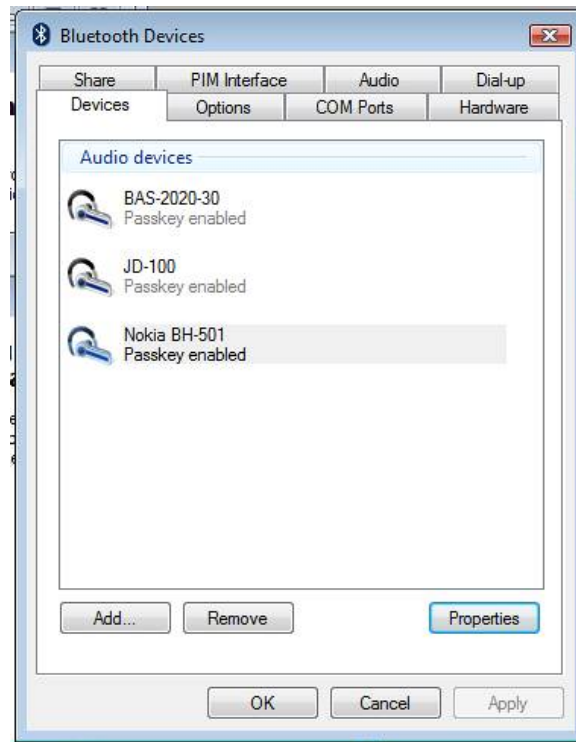 Bluetooth Devices
Share PIM Interface Audio Dial-up
Devices Options COM Ports Hardware
Audio devices
BAS-2020-30
Passkey enabled
JD-100
Passkey enabled
Nokia BH-501
Passkey enabled
Add... Remove Properties
OK Cancel Apply